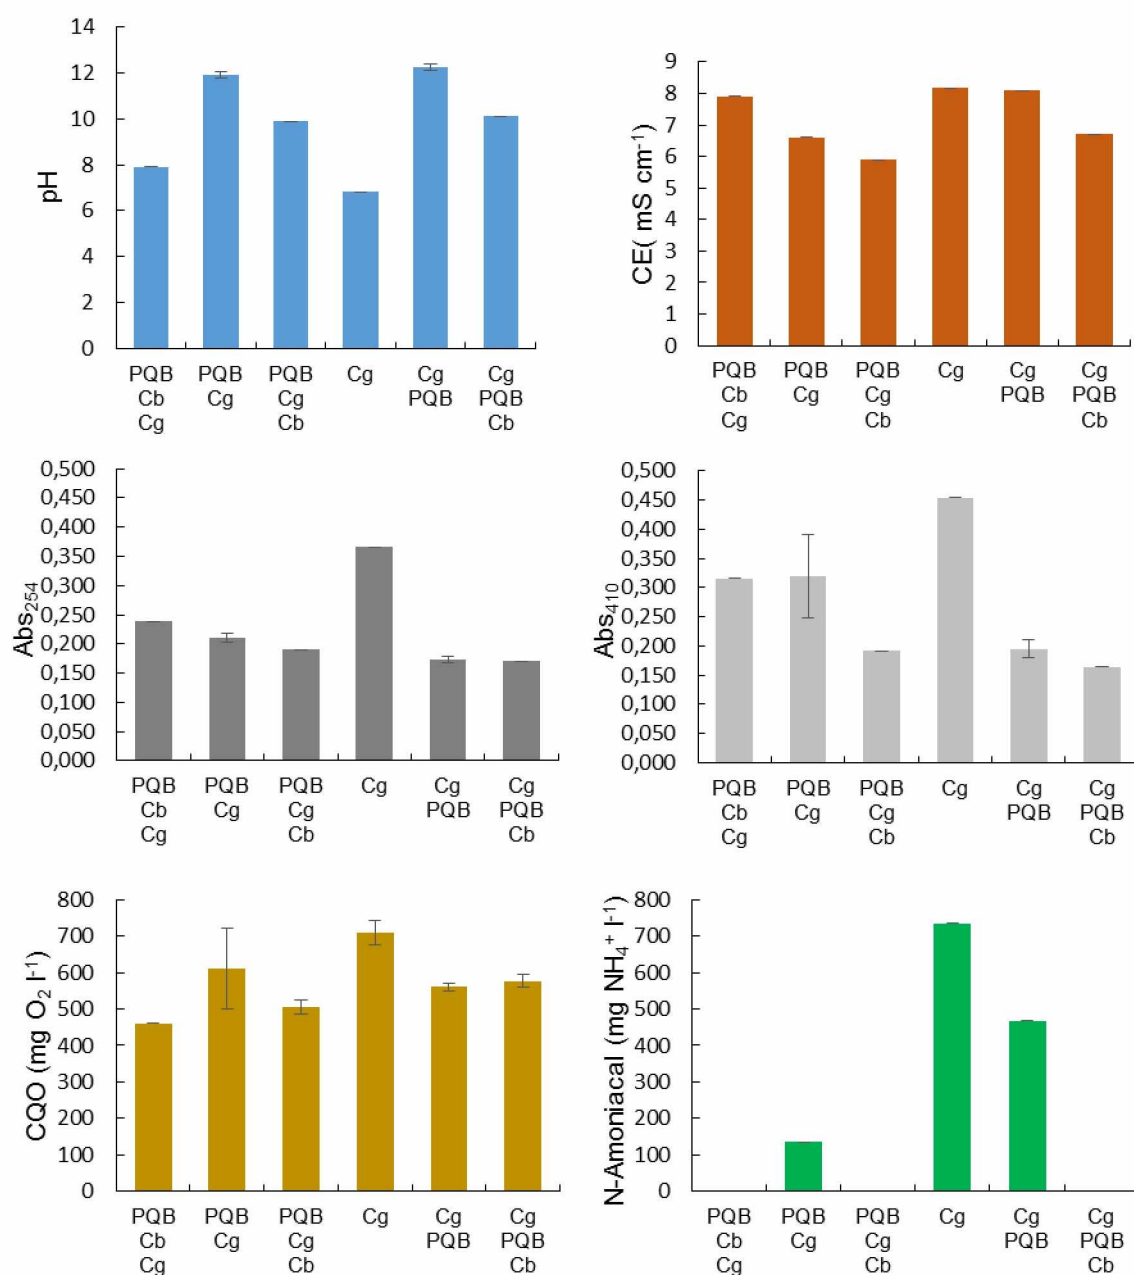 14
12
10
8
6
4
2
0
pH
PQB PQB PQB Cg Cg Cg
Cb Cg Cg PQB PQB
Cg Cb Cb
9
8
7
6
5
4
3
2
1
0
CE( mS cm⁻¹)
PQB PQB PQB Cg Cg Cg
Cb Cg Cg PQB PQB
Cg Cb Cb
0,500
0,450
0,400
0,350
0,300
0,250
0,200
0,150
0,100
0,050
0,000
Abs₂₅₄
PQB PQB PQB Cg Cg Cg
Cb Cg Cg PQB PQB
Cg Cb Cb
0,500
0,450
0,400
0,350
0,300
0,250
0,200
0,150
0,100
0,050
0,000
Abs₄₁₀
PQB PQB PQB Cg Cg Cg
Cb Cg Cg PQB PQB
Cg Cb Cb
800
700
600
500
400
300
200
100
0
CQO (mg O₂ l⁻¹)
PQB PQB PQB Cg Cg Cg
Cb Cg Cg PQB PQB
Cg Cb Cb
800
700
600
500
400
300
200
100
0
N-Amoniacal (mg NH₄⁺ l⁻¹)
PQB PQB PQB Cg Cg Cg
Cb Cg Cg PQB PQB
Cg Cb Cb